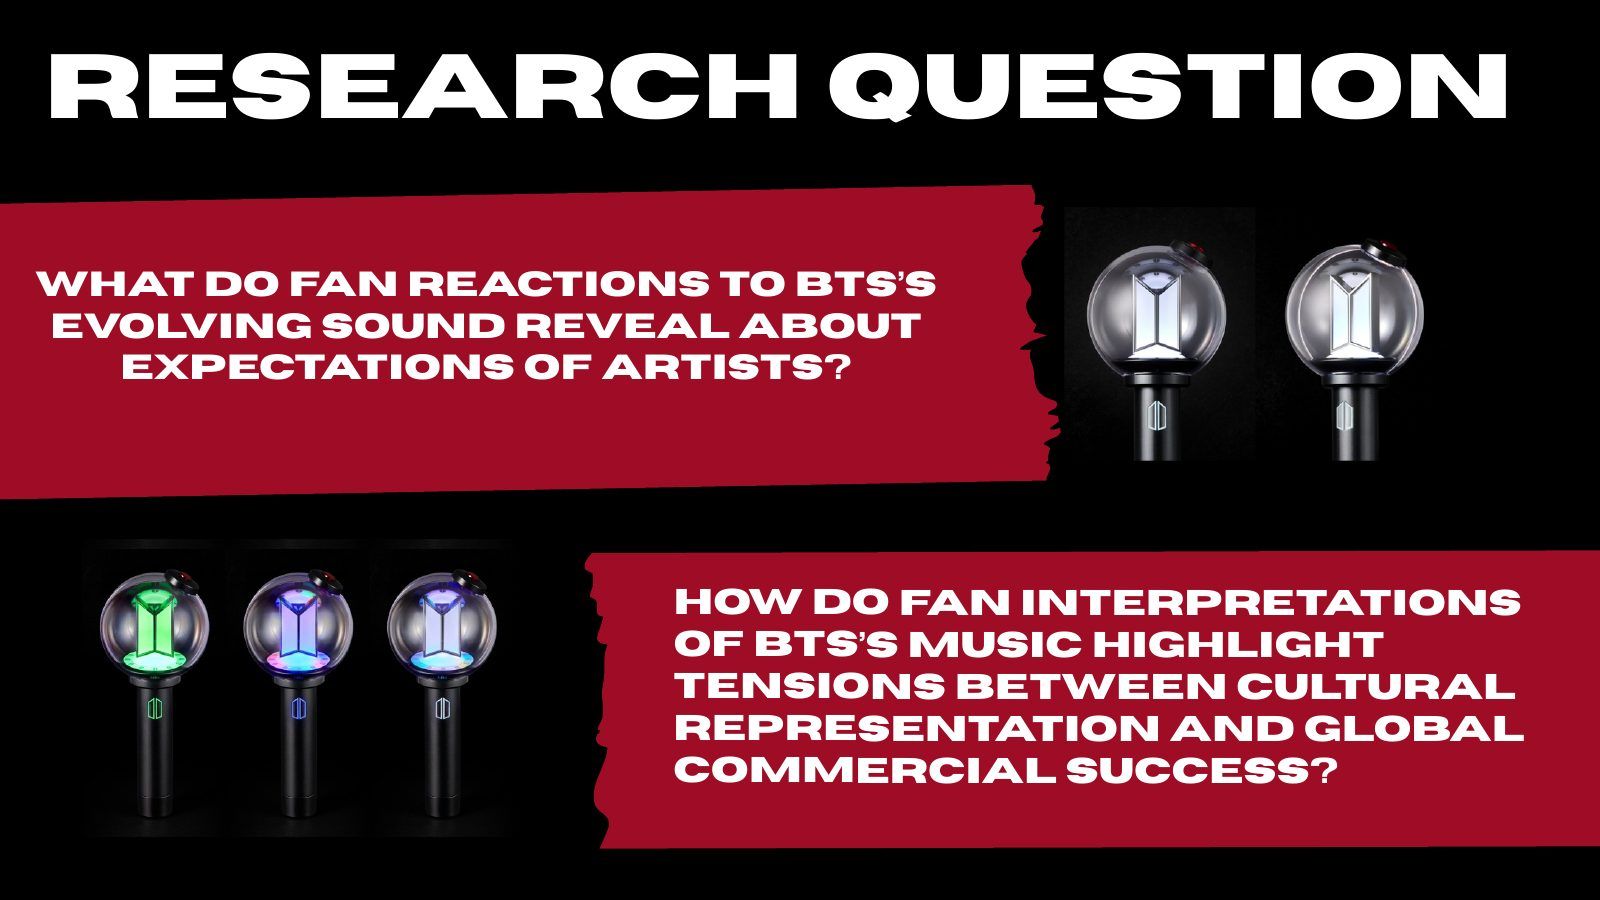 RESEARCH QUESTION
WHAT DO FAN REACTIONS TO BTS’S
EVOLVING SOUND REVEAL ABOUT
EXPECTATIONS OF ARTISTS?
HOW DO FAN INTERPRETATIONS
OF BTS’S MUSIC HIGHLIGHT
TENSIONS BETWEEN CULTURAL
REPRESENTATION AND GLOBAL
COMMERCIAL SUCCESS?